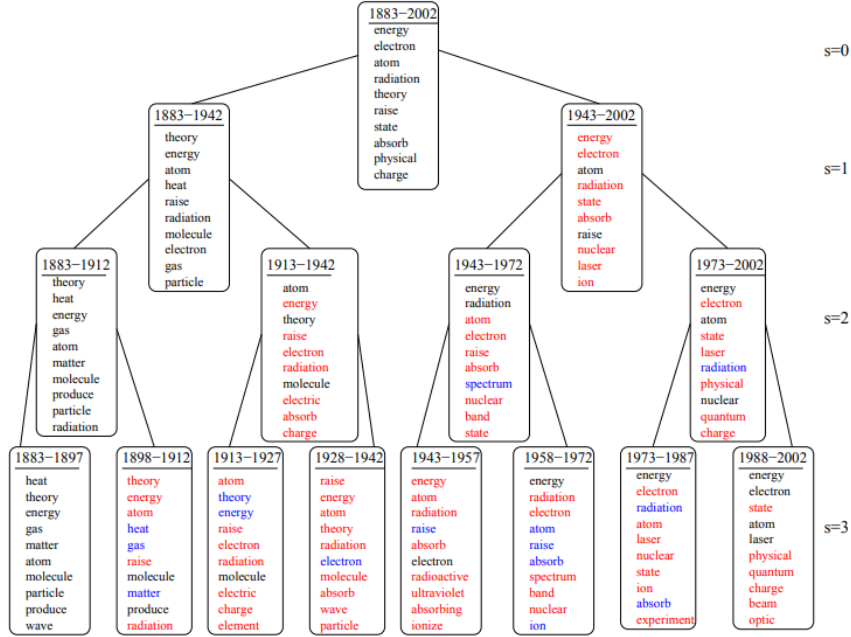 1883−2002
energy
electron
atom
radiation
theory
raise
state
absorb
physical
charge
s=0
1883−1942
theory
energy
atom
heat
raise
radiation
molecule
electron
gas
particle
1943−2002
energy
electron
atom
radiation
state
absorb
raise
nuclear
laser
ion
s=1
1883−1912
theory
heat
energy
gas
atom
matter
molecule
produce
particle
radiation
1913−1942
atom
energy
theory
raise
electron
radiation
molecule
electric
absorb
charge
1943−1972
energy
radiation
atom
electron
raise
absorb
spectrum
nuclear
band
state
1973−2002
energy
electron
atom
state
laser
radiation
physical
nuclear
quantum
charge
s=2
1883−1897
heat
theory
energy
gas
matter
atom
molecule
particle
produce
wave
1898−1912
theory
energy
atom
heat
gas
raise
molecule
matter
produce
radiation
1913−1927
atom
theory
energy
raise
electron
radiation
molecule
electric
charge
element
1928−1942
raise
energy
atom
theory
radiation
electron
molecule
absorb
wave
particle
1943−1957
energy
atom
radiation
raise
absorb
electron
radioactive
ultraviolet
absorbing
ionize
1958−1972
energy
radiation
electron
atom
raise
absorb
spectrum
band
nuclear
ion
1973−1987
energy
electron
radiation
atom
laser
nuclear
state
ion
absorb
experiment
1988−2002
energy
electron
state
atom
laser
physical
quantum
charge
beam
optic
s=3